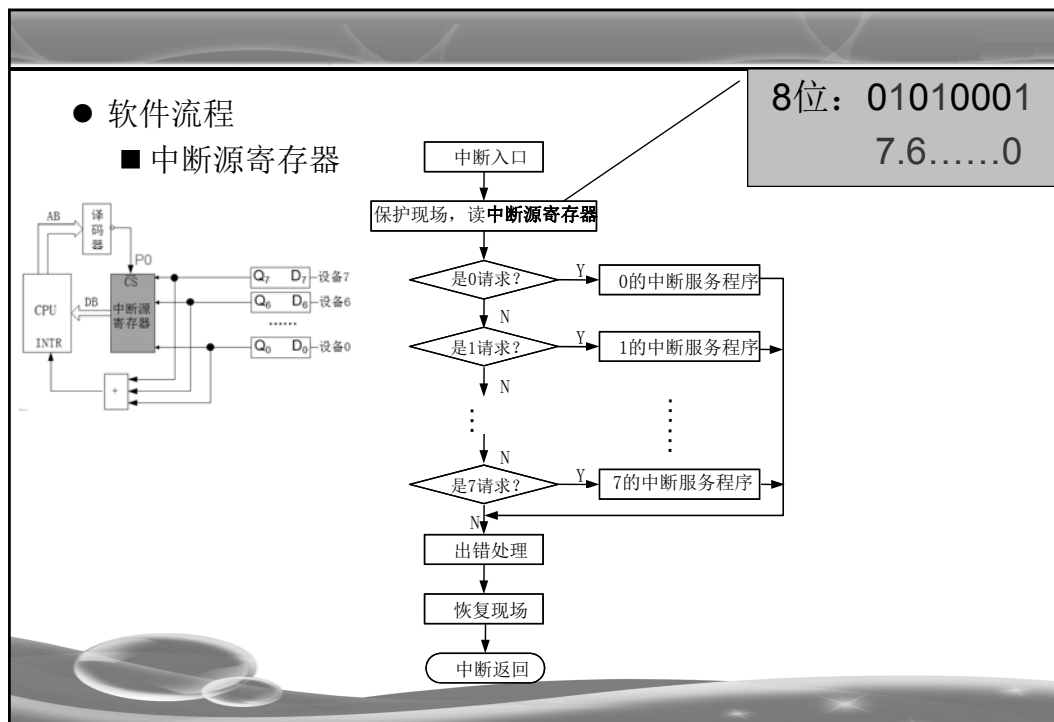 8位：01010001
7.6……0
● 软件流程
■ 中断源寄存器
中断入口
保护现场，读中断源寄存器
是0请求？
Y
0的中断服务程序
N
是1请求？
Y
1的中断服务程序
N
⋮
⋮
N
是7请求？
Y
7的中断服务程序
N
出错处理
恢复现场
中断返回
AB
译码器
P0
CS
CPU
DB
中断源
寄存器
INTR
Q7 D7 设备7
Q6 D6 设备6
……
Q0 D0 设备0
+